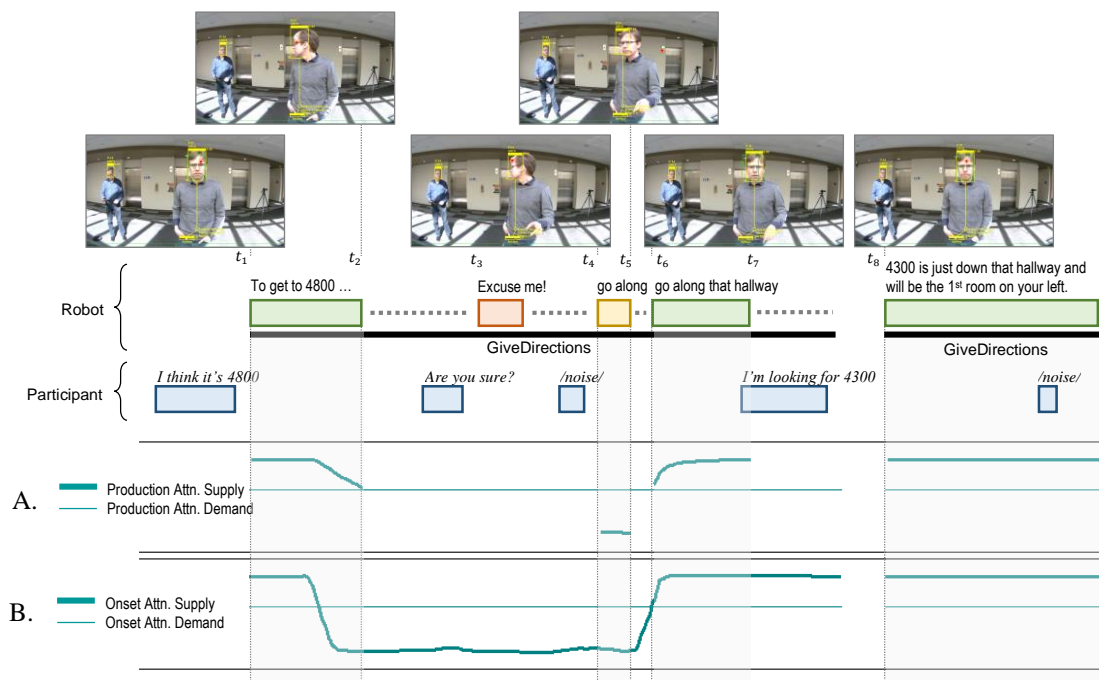 t1
t2
t3
t4
t5
t6
t7
t8
To get to 4800 …
Excuse me!
go along
go along that hallway
4300 is just down that hallway and
will be the 1st room on your left.
Robot
GiveDirections
GiveDirections
I think it's 4800
Are you sure?
/noise/
I'm looking for 4300
/noise/
Participant
A.
Production Attn. Supply
Production Attn. Demand
B.
Onset Attn. Supply
Onset Attn. Demand